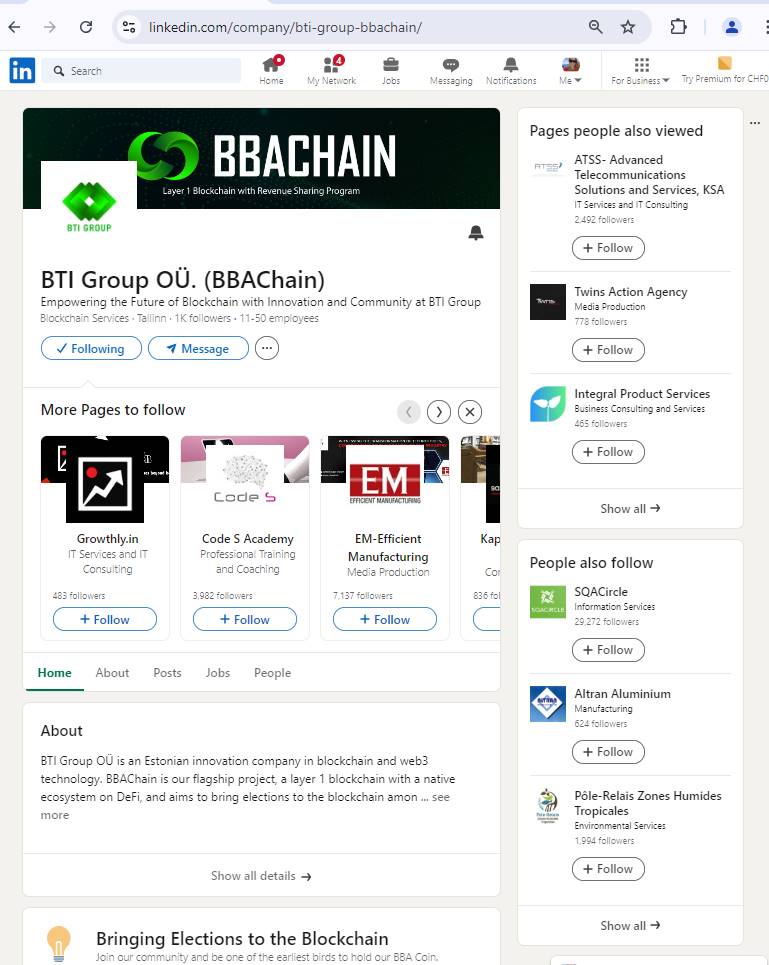 linkedin.com/company/bti-group-bbachain/
in
Search
Home
My Network
4
Jobs
Messaging
Notifications
Me
For Business
Try Premium for CHF0
BBACHAIN
Layer 1 Blockchain with Revenue Sharing Program
BTI GROUP
BTI Group OÜ. (BBAChain)
Empowering the Future of Blockchain with Innovation and Community at BTI Group
Blockchain Services · Tallinn · 1K followers · 11-50 employees
Following
Message
More Pages to follow
Growthly.in
IT Services and IT
Consulting
483 followers
+ Follow
Code S
Code S Academy
Professional Training
and Coaching
3,982 followers
+ Follow
EM
EFFICIENT MANUFACTURING
EM-Efficient
Manufacturing
Media Production
7,137 followers
+ Follow
Kap
Cor
836 fol
Home
About
Posts
Jobs
People
About
BTI Group OÜ is an Estonian innovation company in blockchain and web3
technology. BBAChain is our flagship project, a layer 1 blockchain with a native
ecosystem on DeFi, and aims to bring elections to the blockchain amon ... see
more
Show all details →
Bringing Elections to the Blockchain
Join our community and be one of the earliest birds to hold our BBA Coin.
Pages people also viewed
ATSS
ATSS- Advanced
Telecommunications
Solutions and Services, KSA
IT Services and IT Consulting
2,492 followers
+ Follow
Twins Action Agency
Media Production
778 followers
+ Follow
Integral Product Services
Business Consulting and Services
465 followers
+ Follow
Show all →
People also follow
SQACIRCLE
SQACircle
Information Services
29,272 followers
+ Follow
ALTRAN
Altran Aluminium
Manufacturing
624 followers
+ Follow
Pôle-Relais Zones Humides
Tropicales
Environmental Services
1,994 followers
+ Follow
Show all →